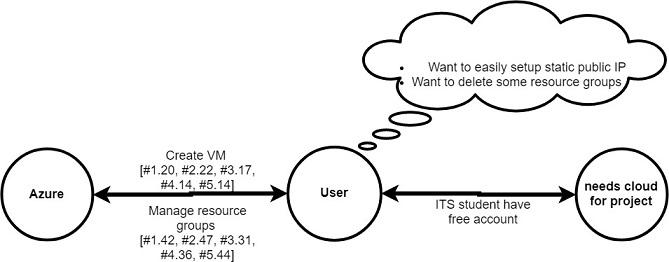 Want to easily setup static public IP
Want to delete some resource groups
Create VM
[#1.20, #2.22, #3.17,
#4.14, #5.14]
Azure
User
needs cloud
for project
Manage resource
groups
[#1.42, #2.47, #3.31,
#4.36, #5.44]
ITS student have
free account